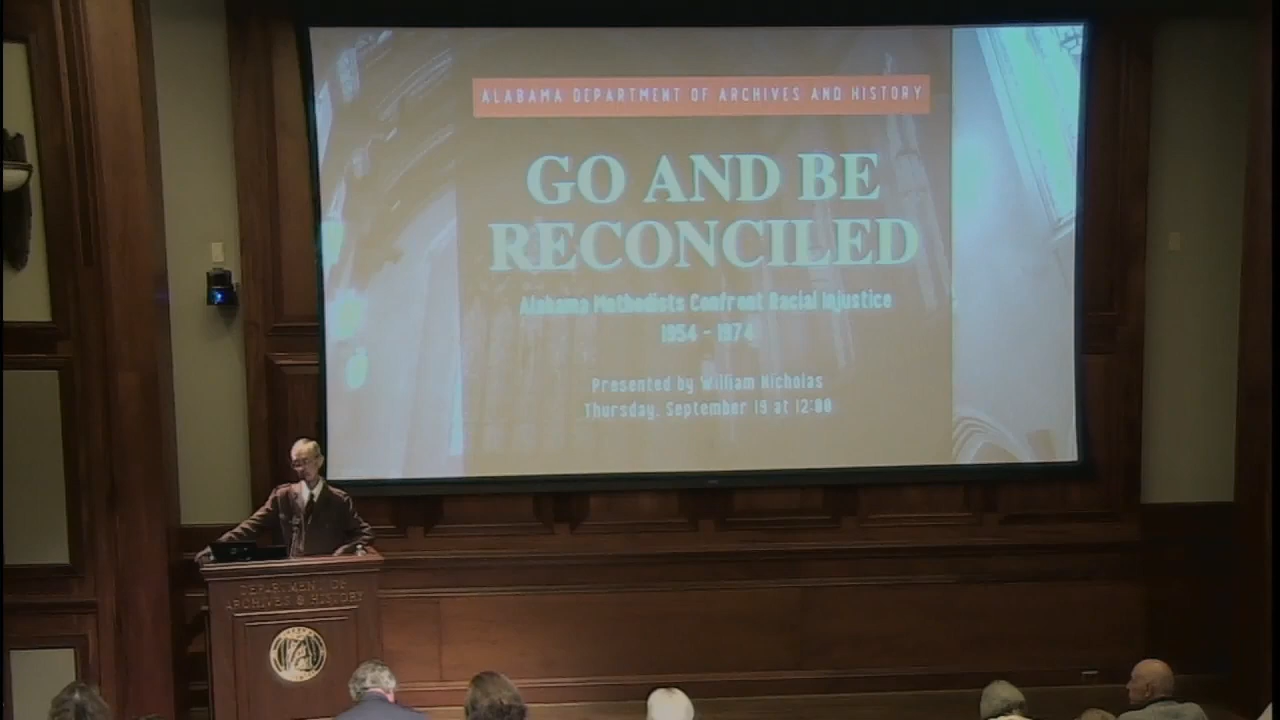 ALABAMA DEPARTMENT OF ARCHIVES AND HISTORY
GO AND BE
RECONCILED
Alabama Methodists Confront Racial Injustice
1954 - 1974
Presented by William Nicholas
Thursday, September 19 at 12:00
DEPARTMENT OF
ARCHIVES & HISTORY